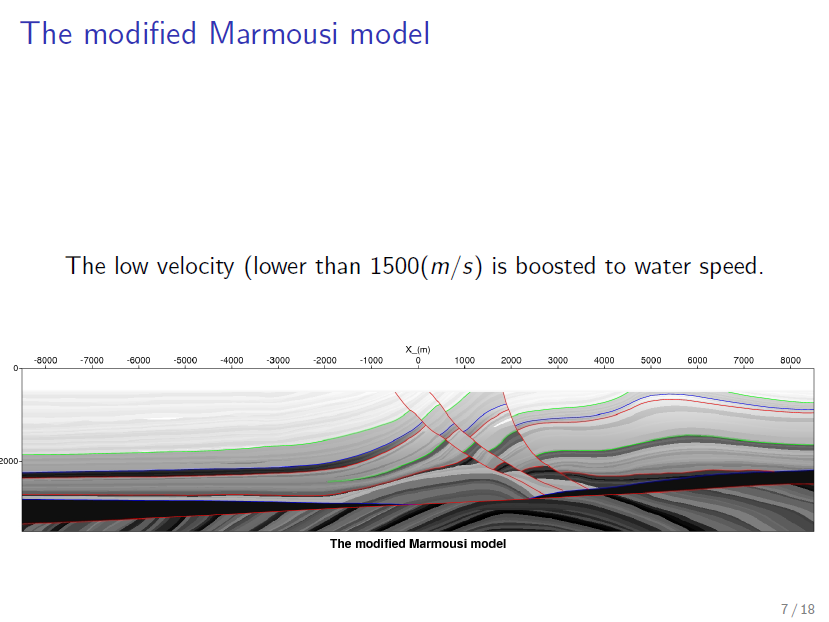 The modified Marmousi model
The low velocity (lower than 1500(m/s) is boosted to water speed.
X_(m)
-8000 -7000 -6000 -5000 -4000 -3000 -2000 -1000 0 1000 2000 3000 4000 5000 6000 7000 8000
0
2000
The modified Marmousi model
7 / 18